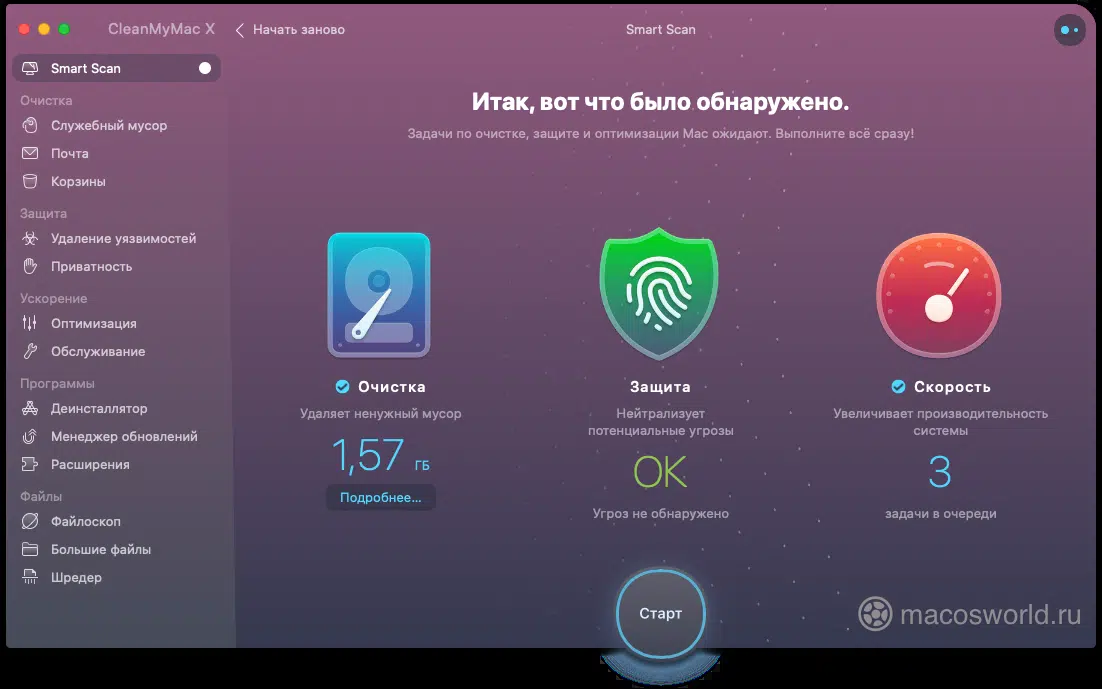 CleanMyMac X
Начать заново
Smart Scan
Smart Scan
Очистка
Служебный мусор
Почта
Корзины
Защита
Удаление уязвимостей
Приватность
Ускорение
Оптимизация
Обслуживание
Программы
Деинсталлятор
Менеджер обновлений
Расширения
Файлы
Файлоскоп
Большие файлы
Шредер
Итак, вот что было обнаружено.
Задачи по очистке, защите и оптимизации Mac ожидают. Выполните всё сразу!
Очистка
Удаляет ненужный мусор
1,57 ГБ
Подробнее...
Защита
Нейтрализует
потенциальные угрозы
OK
Угроз не обнаружено
Скорость
Увеличивает производительность
системы
3
задачи в очереди
Старт
macosworld.ru